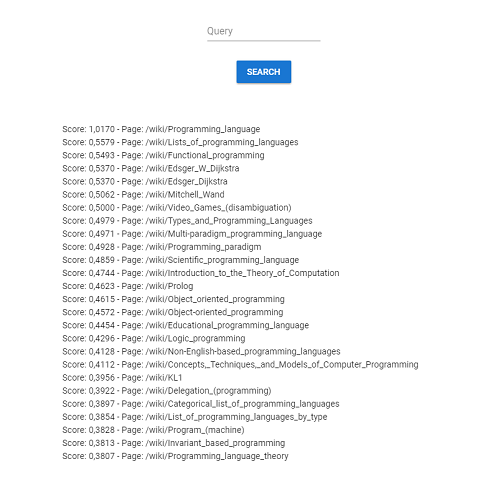 Query
SEARCH
Score: 1,0170 - Page: /wiki/Programming_language
Score: 0,5579 - Page: /wiki/Lists_of_programming_languages
Score: 0,5493 - Page: /wiki/Functional_programming
Score: 0,5370 - Page: /wiki/Edsger_W_Dijkstra
Score: 0,5370 - Page: /wiki/Edsger_Dijkstra
Score: 0,5062 - Page: /wiki/Mitchell_Wand
Score: 0,5000 - Page: /wiki/Video_Games_(disambiguation)
Score: 0,4979 - Page: /wiki/Types_and_Programming_Languages
Score: 0,4971 - Page: /wiki/Multi-paradigm_programming_language
Score: 0,4928 - Page: /wiki/Programming_paradigm
Score: 0,4859 - Page: /wiki/Scientific_programming_language
Score: 0,4744 - Page: /wiki/Introduction_to_the_Theory_of_Computation
Score: 0,4623 - Page: /wiki/Prolog
Score: 0,4615 - Page: /wiki/Object_oriented_programming
Score: 0,4572 - Page: /wiki/Object-oriented_programming
Score: 0,4454 - Page: /wiki/Educational_programming_language
Score: 0,4296 - Page: /wiki/Logic_programming
Score: 0,4128 - Page: /wiki/Non-English-based_programming_languages
Score: 0,4112 - Page: /wiki/Concepts,_Techniques,_and_Models_of_Computer_Programming
Score: 0,3956 - Page: /wiki/KL1
Score: 0,3922 - Page: /wiki/Delegation_(programming)
Score: 0,3897 - Page: /wiki/Categorical_list_of_programming_languages
Score: 0,3854 - Page: /wiki/List_of_programming_languages_by_type
Score: 0,3828 - Page: /wiki/Program_(machine)
Score: 0,3813 - Page: /wiki/Invariant_based_programming
Score: 0,3807 - Page: /wiki/Programming_language_theory